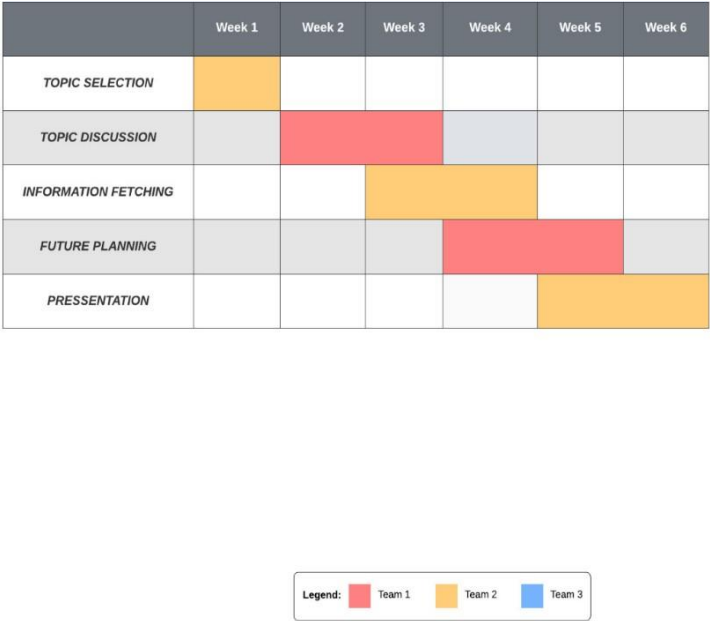 Week 1 Week 2 Week 3 Week 4 Week 5 Week 6
TOPIC SELECTION
TOPIC DISCUSSION
INFORMATION FETCHING
FUTURE PLANNING
PRESSENTATION
Legend: Team 1 Team 2 Team 3